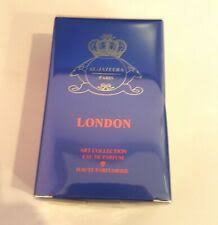 AL-JAZEERA
PARIS
LONDON
ART COLLECTION
EAU DE PARFUM
HAUTE PARFUMERIE